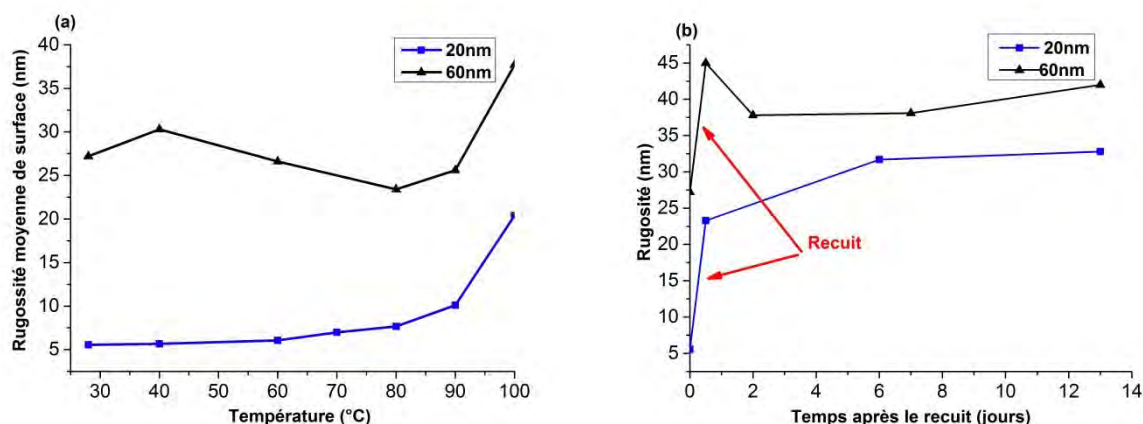 (a)
20nm
60nm
Rugossité moyenne de surface (nm)
40
35
30
25
20
15
10
5
30 40 50 60 70 80 90 100
Température (°C)
(b)
20nm
60nm
Rugosité (nm)
45
40
35
30
25
20
15
10
5
Recuit
0 2 4 6 8 10 12 14
Temps après le recuit (jours)